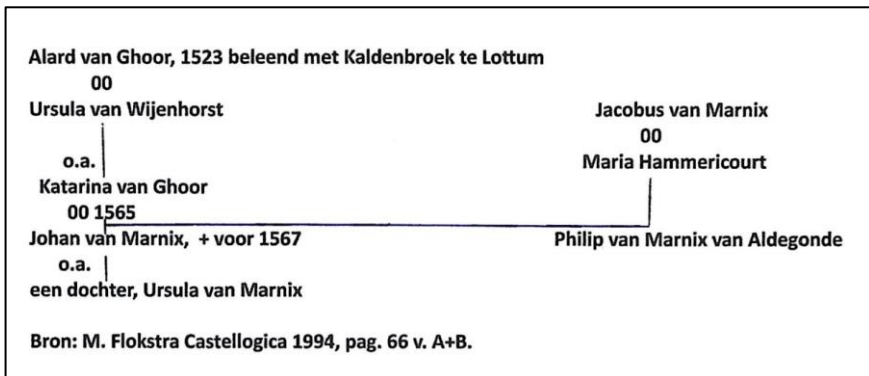 Alard van Ghoor, 1523 beleend met Kaldenbroek te Lottum
00
Ursula van Wijenhorst
Jacobus van Marnix
00
o.a.
Maria Hammericourt
Katarina van Ghoor
00 1565
Johan van Marnix, + voor 1567
Philip van Marnix van Aldegonde
o.a.
een dochter, Ursula van Marnix
Bron: M. Flokstra Castellogica 1994, pag. 66 v. A+B.